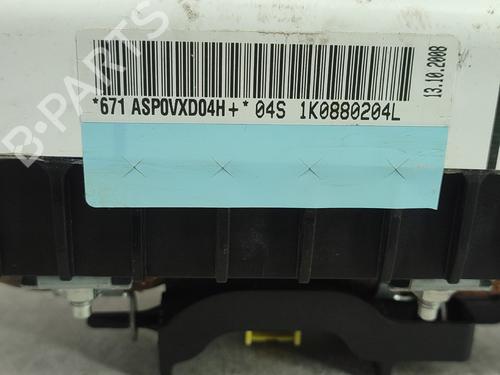 *671 ASP0VXD04H+* 04S 1K0880204L
13.10.2008
B-PARTS